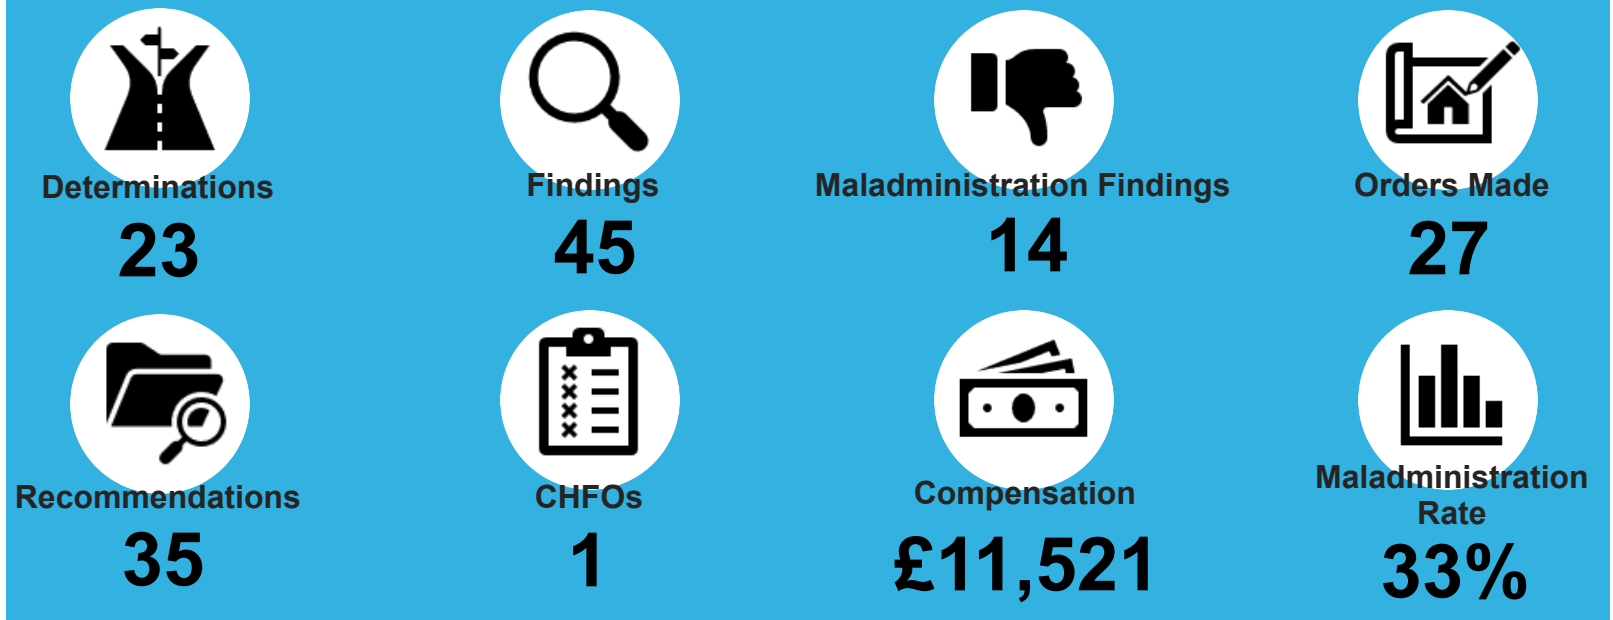 Determinations
23
Findings
45
Maladministration Findings
14
Orders Made
27
Recommendations
35
CHFOs
1
Compensation
£11,521
Maladministration
Rate
33%